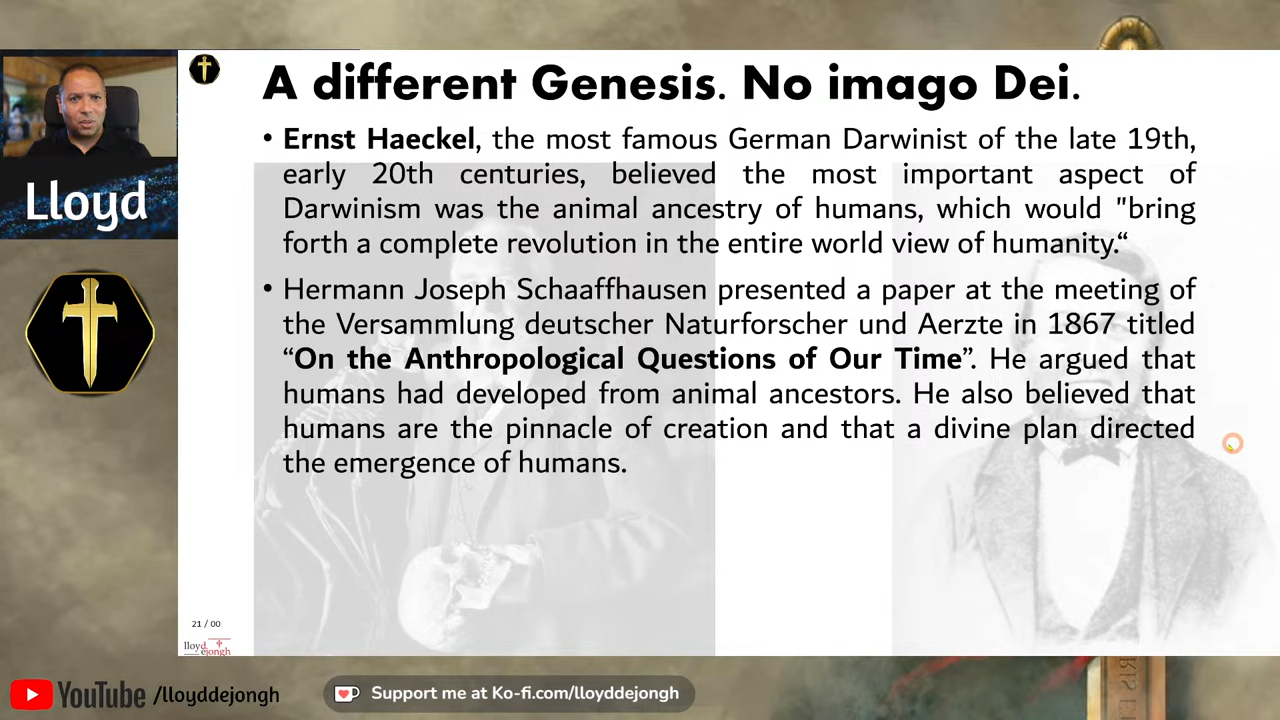 A different Genesis. No imago Dei.
• Ernst Haeckel, the most famous German Darwinist of the late 19th,
early 20th centuries, believed the most important aspect of
Darwinism was the animal ancestry of humans, which would "bring
forth a complete revolution in the entire world view of humanity.“
• Hermann Joseph Schaaffhausen presented a paper at the meeting of
the Versammlung deutscher Naturforscher und Aerzte in 1867 titled
“On the Anthropological Questions of Our Time”. He argued that
humans had developed from animal ancestors. He also believed that
humans are the pinnacle of creation and that a divine plan directed
the emergence of humans.
Lloyd
21 / 00
lloyd
ejongh
YouTube /lloyddejongh
Support me at Ko-fi.com/lloyddejongh